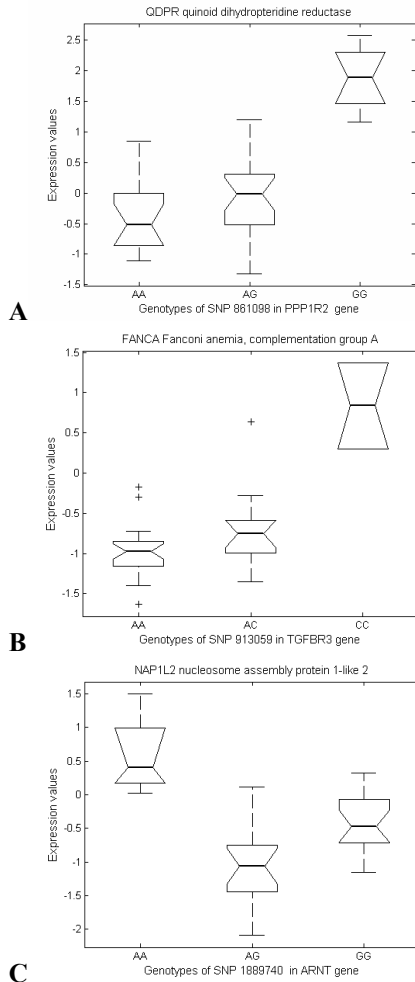 QDPR quinoid dihydropteridine reductase
2.5
2
1.5
1
0.5
0
-0.5
-1
-1.5
Expression values
AA AG GG
Genotypes of SNP 861098 in PPP1R2 gene
A
FANCA Fanconi anemia, complementation group A
1.5
1
0.5
0
-0.5
-1
-1.5
Expression values
AA AC CC
Genotypes of SNP 913059 in TGFBR3 gene
B
NAP1L2 nucleosome assembly protein 1-like 2
1.5
1
0.5
0
-0.5
-1
-1.5
-2
Expression values
AA AG GG
Genotypes of SNP 1889740 in ARNT gene
C